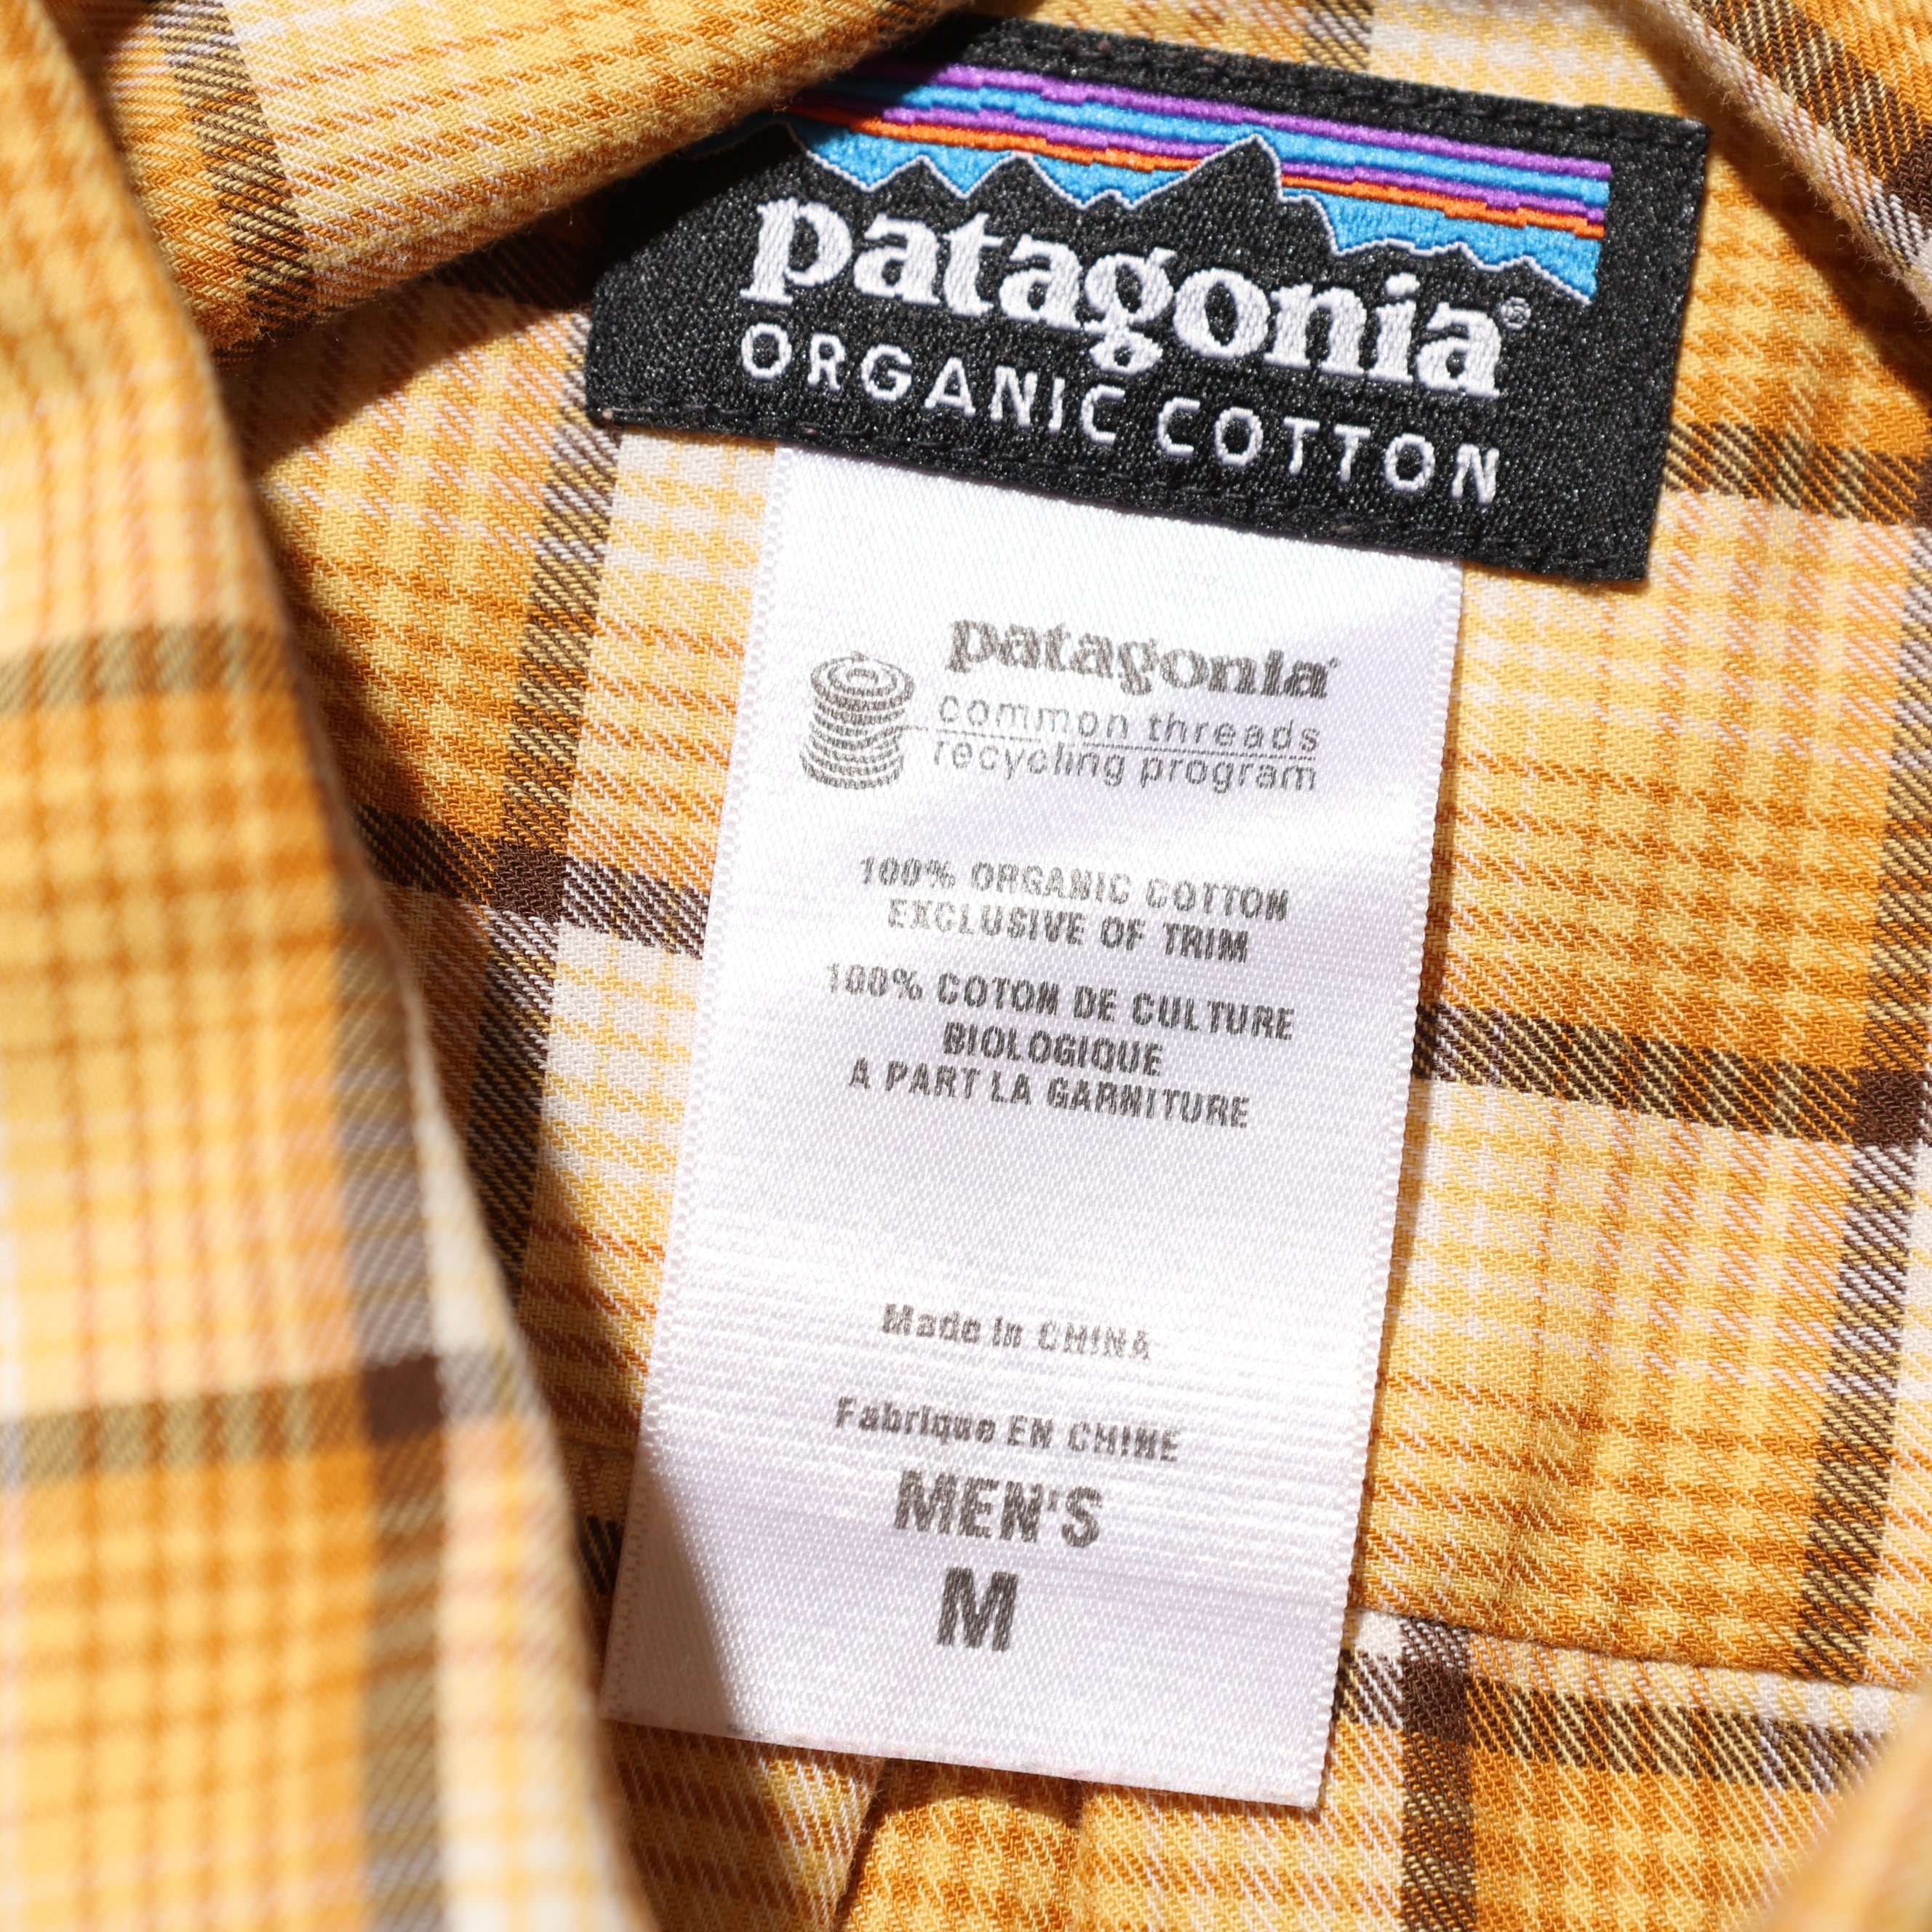 patagonia®
ORGANIC COTTON
patagonia
common threads
recycling program
100% ORGANIC COTTON
EXCLUSIVE OF TRIM
100% COTON DE CULTURE
BIOLOGIQUE
A PART LA GARNITURE
Made in CHINA
Fabrique EN CHINE
MEN'S
M